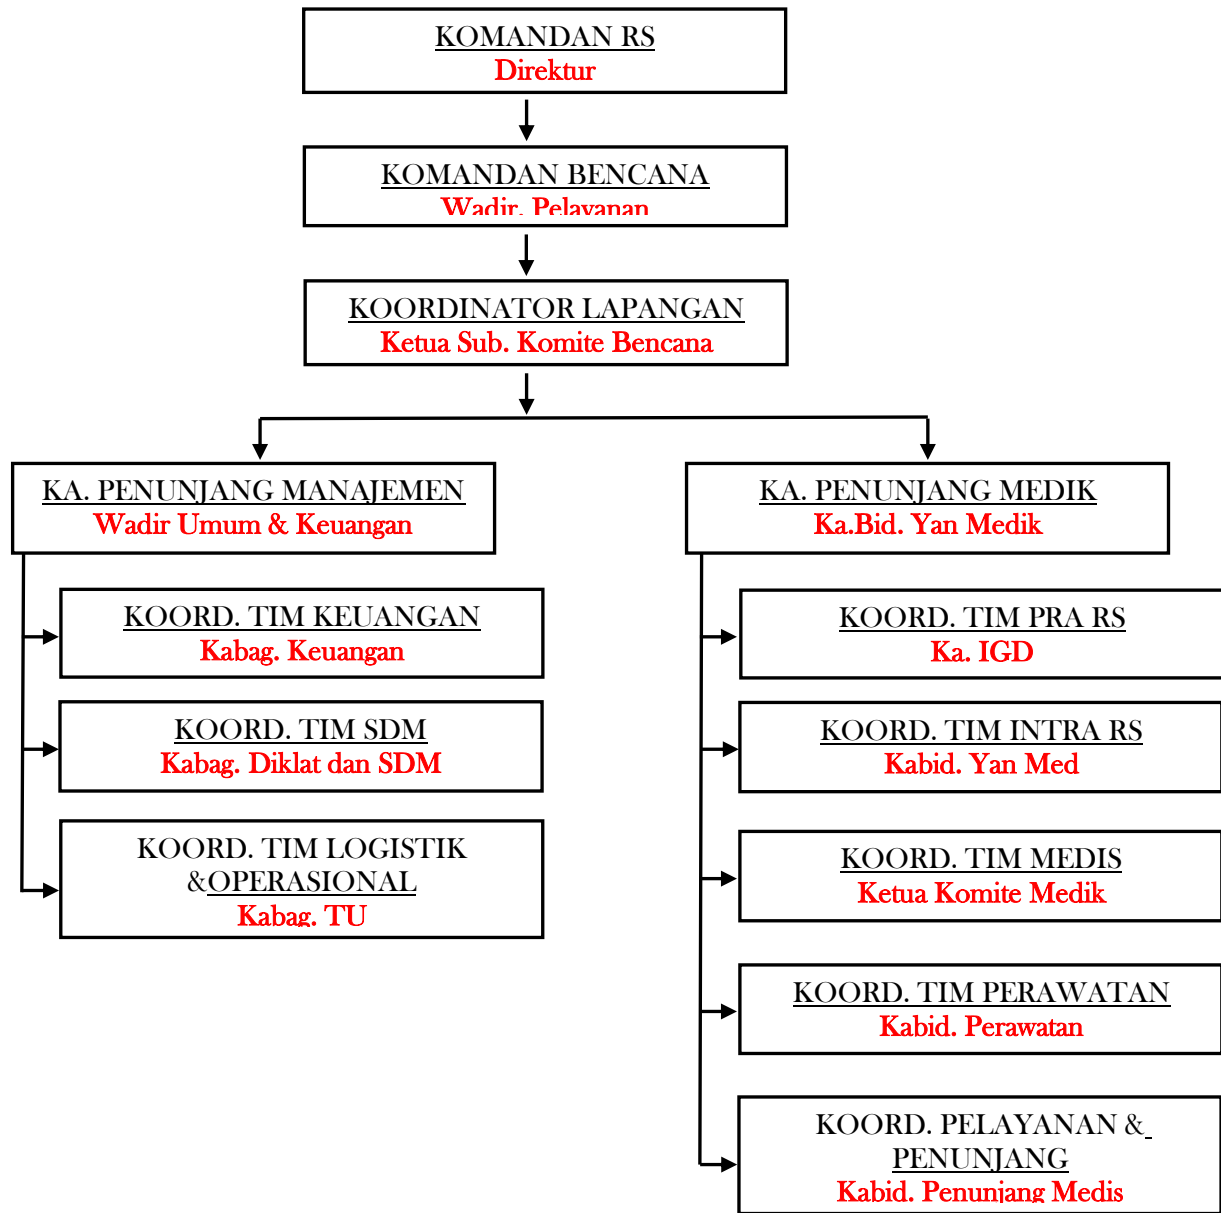 KOMANDAN RS
Direktur
KOMANDAN BENCANA
Wadir. Pelayanan
KOORDINATOR LAPANGAN
Ketua Sub. Komite Bencana
KA. PENUNJANG MANAJEMEN
Wadir Umum & Keuangan
KOORD. TIM KEUANGAN
Kabag. Keuangan
KOORD. TIM SDM
Kabag. Diklat dan SDM
KOORD. TIM LOGISTIK
&OPERASIONAL
Kabag. TU
KA. PENUNJANG MEDIK
Ka.Bid. Yan Medik
KOORD. TIM PRA RS
Ka. IGD
KOORD. TIM INTRA RS
Kabid. Yan Med
KOORD. TIM MEDIS
Ketua Komite Medik
KOORD. TIM PERAWATAN
Kabid. Perawatan
KOORD. PELAYANAN &
PENUNJANG
Kabid. Penunjang Medis